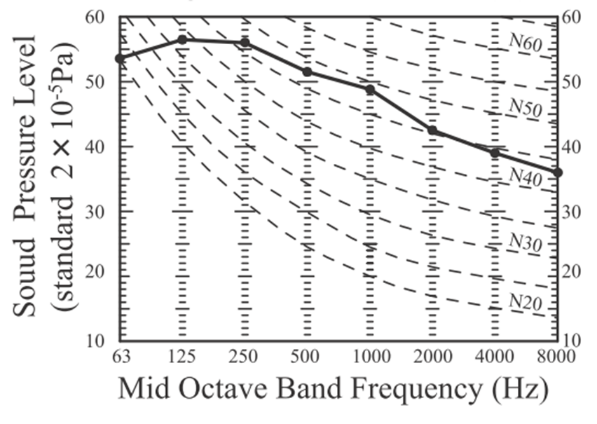 Souud Pressure Level
(standard 2 × 10⁻⁵Pa)
60
50
40
30
20
10
60
50
40
30
20
10
N60
N50
N40
N30
N20
63 125 250 500 1000 2000 4000 8000
Mid Octave Band Frequency (Hz)